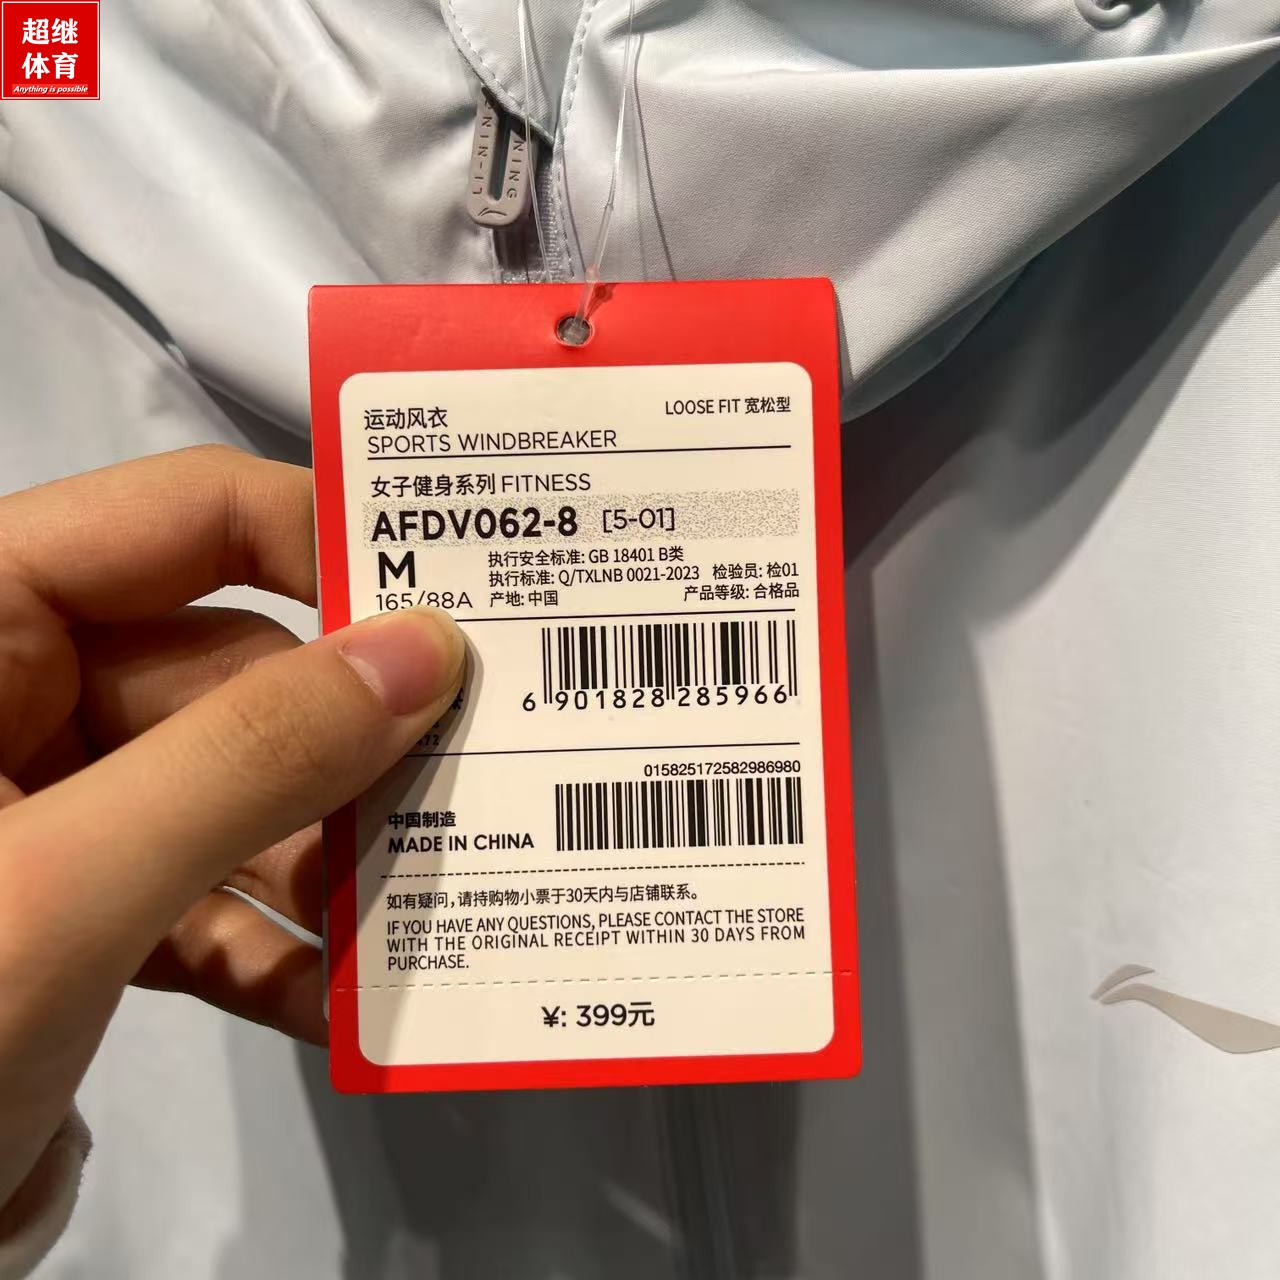 超继
体育
Anything is possible
LI-NING
NING
运动风衣
SPORTS WINDBREAKER
LOOSE FIT 宽松型
女子健身系列 FITNESS
AFDV062-8 [5-01]
M
165/88A
执行安全标准: GB 18401 B类
执行标准: Q/TXLNB 0021-2023 检验员: 检01
产地: 中国 产品等级: 合格品
6 901828 285966
015825172582986980
中国制造
MADE IN CHINA
如有疑问，请持购物小票于30天内与店铺联系。
IF YOU HAVE ANY QUESTIONS, PLEASE CONTACT THE STORE
WITH THE ORIGINAL RECEIPT WITHIN 30 DAYS FROM
PURCHASE.
¥: 399元